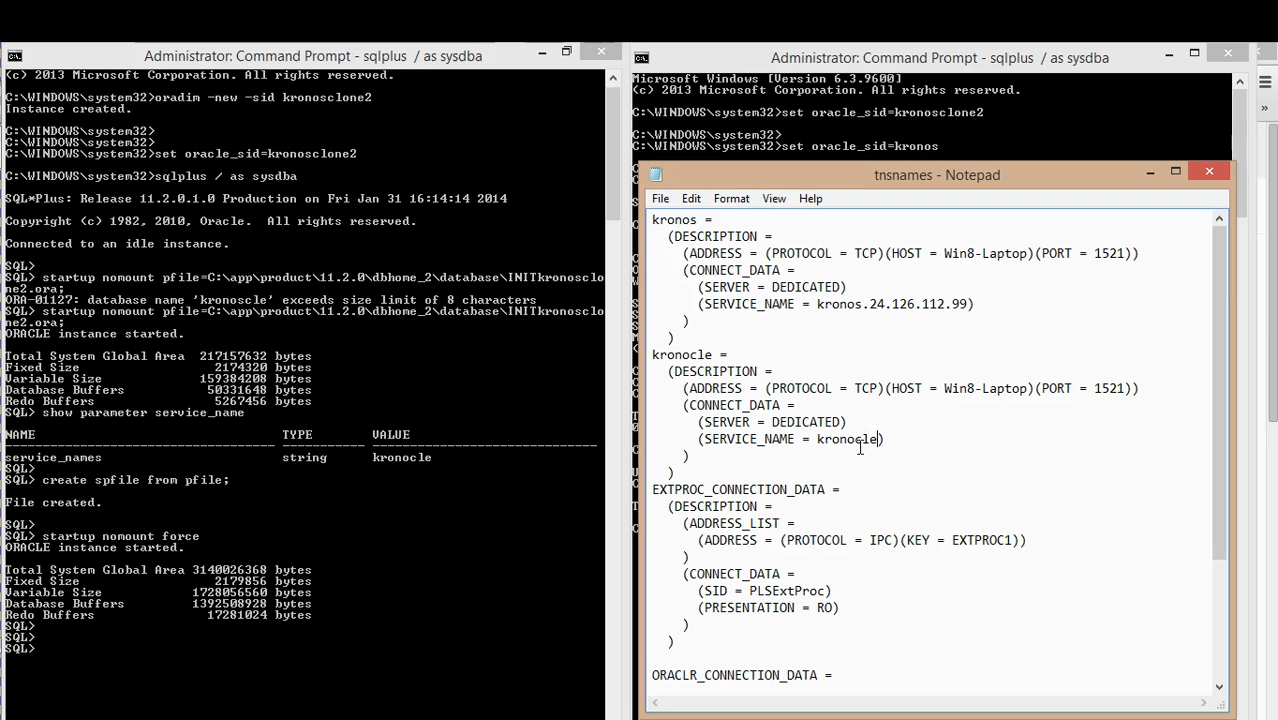 Administrator: Command Prompt - sqlplus / as sysdba
(c) 2013 Microsoft Corporation. All rights reserved.
C:\WINDOWS\system32>oradim -new -sid kronosclone2
Instance created.
C:\WINDOWS\system32>
C:\WINDOWS\system32>
C:\WINDOWS\system32>set oracle_sid=kronosclone2
C:\WINDOWS\system32>sqlplus / as sysdba
SQL*Plus: Release 11.2.0.1.0 Production on Fri Jan 31 16:14:14 2014
Copyright (c) 1982, 2010, Oracle.  All rights reserved.
Connected to an idle instance.
SQL>
SQL> startup nomount pfile=C:\app\product\11.2.0\dbhome_2\database\INITkronosclo
ne2.ora;
ORA-01127: database name 'kronoscle' exceeds size limit of 8 characters
SQL> startup nomount pfile=C:\app\product\11.2.0\dbhome_2\database\INITkronosclo
ne2.ora;
ORACLE instance started.
Total System Global Area  217157632 bytes
Fixed Size                  2174320 bytes
Variable Size             159384208 bytes
Database Buffers           50331648 bytes
Redo Buffers                5267456 bytes
SQL> show parameter service_name
NAME                                 TYPE        VALUE
------------------------------------ ----------- ------------------------------
service_names                        string      kronocle
SQL>
SQL> create spfile from pfile;
File created.
SQL>
SQL> startup nomount force
ORACLE instance started.
Total System Global Area 3140026368 bytes
Fixed Size                  2179856 bytes
Variable Size            1728056560 bytes
Database Buffers         1392508928 bytes
Redo Buffers               17281024 bytes
SQL>
SQL>
SQL>
Administrator: Command Prompt - sqlplus / as sysdba
Microsoft Windows [Version 6.3.9600]
(c) 2013 Microsoft Corporation. All rights reserved.
C:\WINDOWS\system32>set oracle_sid=kronosclone2
C:\WINDOWS\system32>
C:\WINDOWS\system32>set oracle_sid=kronos
tnsnames - Notepad
File Edit Format View Help
kronos =
  (DESCRIPTION =
    (ADDRESS = (PROTOCOL = TCP)(HOST = Win8-Laptop)(PORT = 1521))
    (CONNECT_DATA =
      (SERVER = DEDICATED)
      (SERVICE_NAME = kronos.24.126.112.99)
    )
  )
kronocle =
  (DESCRIPTION =
    (ADDRESS = (PROTOCOL = TCP)(HOST = Win8-Laptop)(PORT = 1521))
    (CONNECT_DATA =
      (SERVER = DEDICATED)
      (SERVICE_NAME = kronocle)
    )
  )
EXTPROC_CONNECTION_DATA =
  (DESCRIPTION =
    (ADDRESS_LIST =
      (ADDRESS = (PROTOCOL = IPC)(KEY = EXTPROC1))
    )
    (CONNECT_DATA =
      (SID = PLSExtProc)
      (PRESENTATION = RO)
    )
  )
ORACLR_CONNECTION_DATA =